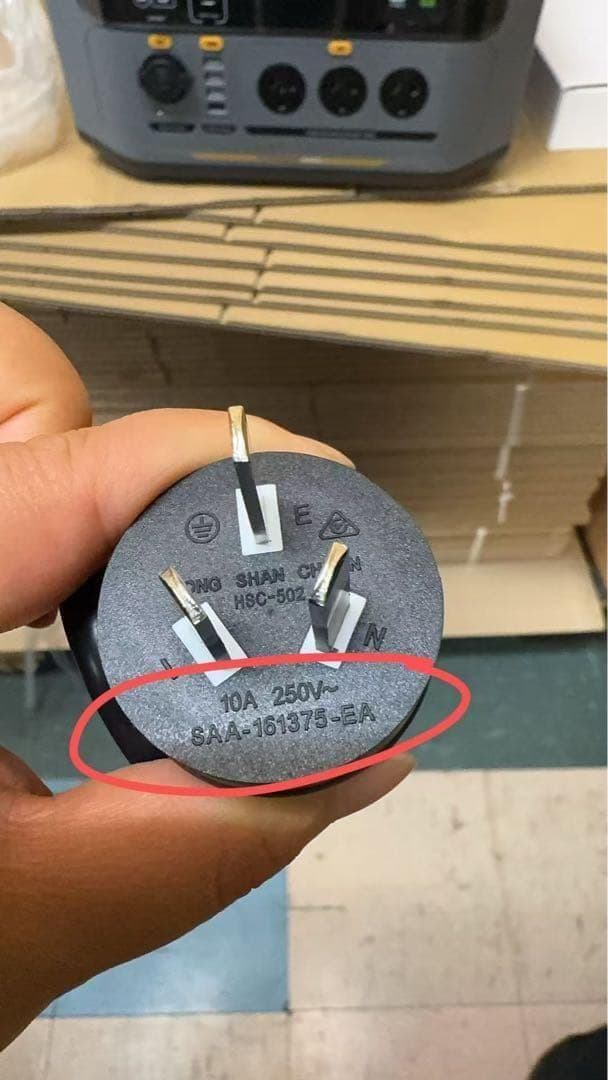 E
SHAN
HSC-502
N
10A 250V~
SAA-161375-EA